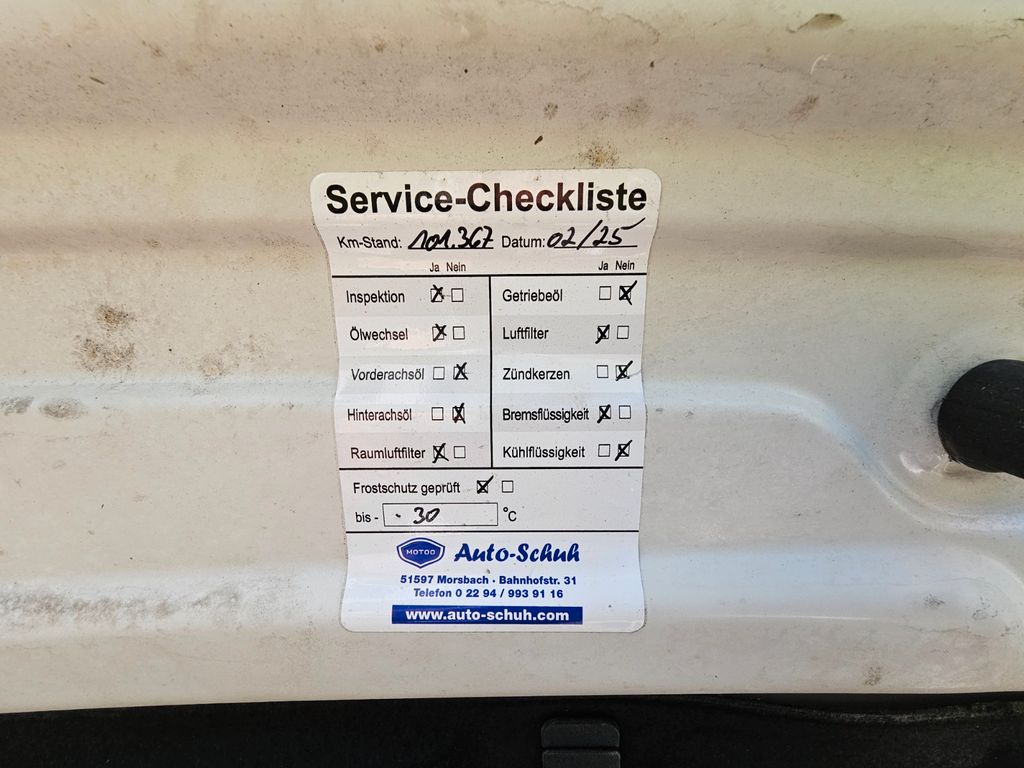 Service-Checkliste
Km-Stand: 101.367 Datum: 02/25
Ja Nein Ja Nein
Inspektion ☒ ☐ Getriebeöl ☐ ☒
Ölwechsel ☒ ☐ Luftfilter ☒ ☐
Vorderachsöl ☐ ☒ Zündkerzen ☐ ☒
Hinterachsöl ☐ ☒ Bremsflüssigkeit ☒ ☐
Raumluftfilter ☒ ☐ Kühlflüssigkeit ☐ ☒
Frostschutz geprüft ☒ ☐
bis - · 30 °C
MOTOO Auto-Schuh
51597 Morsbach · Bahnhofstr. 31
Telefon 0 22 94 / 993 91 16
www.auto-schuh.com